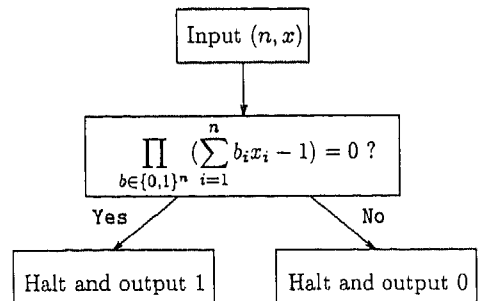 Input (n, x)
∏_{b∈{0,1}^n} (∑_{i=1}^{n} b_i x_i − 1) = 0 ?
Yes No
Halt and output 1 Halt and output 0